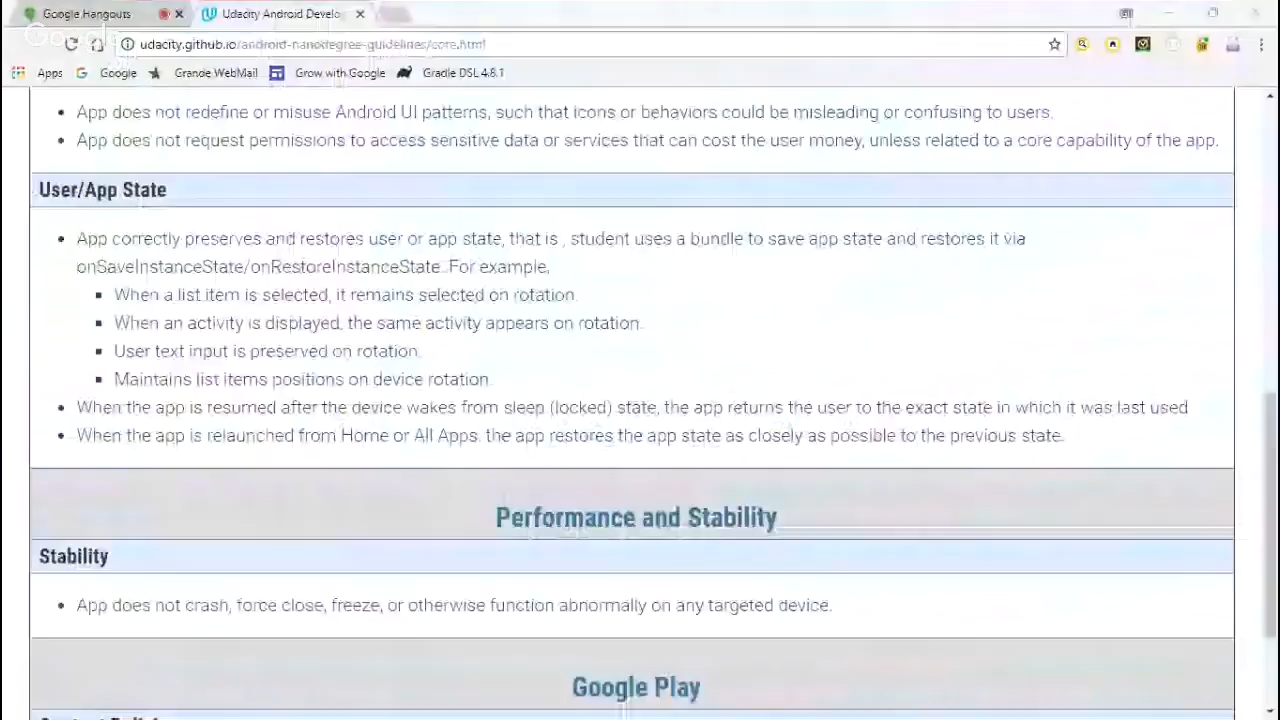 Google Hangouts
Udacity Android Develo
Google
udacity.github.io/android-nanodegree-guidelines/core.html
Apps Google Grande WebMail Grow with Google Gradle DSL 4.8.1
• App does not redefine or misuse Android UI patterns, such that icons or behaviors could be misleading or confusing to users.
• App does not request permissions to access sensitive data or services that can cost the user money, unless related to a core capability of the app.
User/App State
• App correctly preserves and restores user or app state, that is , student uses a bundle to save app state and restores it via
onSaveInstanceState/onRestoreInstanceState. For example,
▪ When a list item is selected, it remains selected on rotation.
▪ When an activity is displayed, the same activity appears on rotation.
▪ User text input is preserved on rotation.
▪ Maintains list items positions on device rotation.
• When the app is resumed after the device wakes from sleep (locked) state, the app returns the user to the exact state in which it was last used
• When the app is relaunched from Home or All Apps, the app restores the app state as closely as possible to the previous state.
Performance and Stability
Stability
• App does not crash, force close, freeze, or otherwise function abnormally on any targeted device.
Google Play